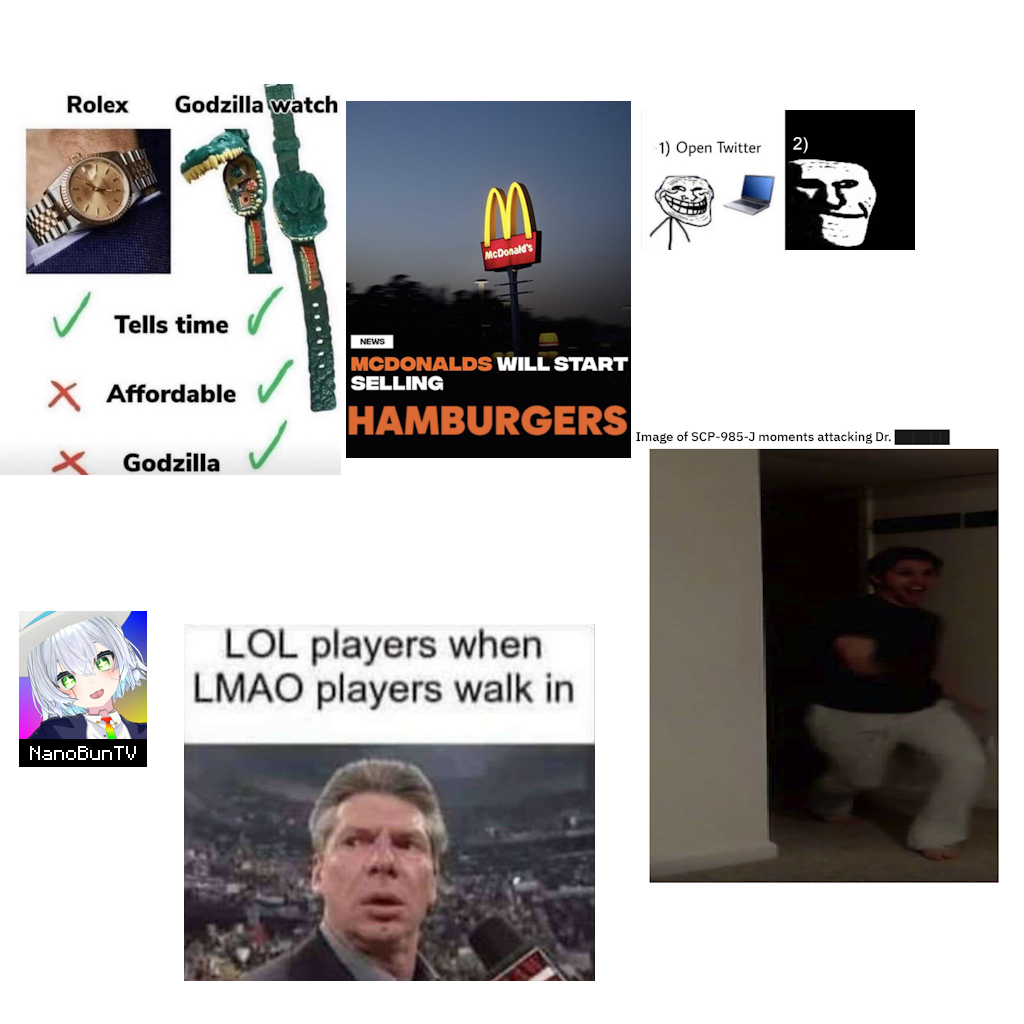 Rolex
Godzilla watch
Tells time
Affordable
Godzilla
McDonald's
NEWS
MCDONALDS WILL START
SELLING
HAMBURGERS
1) Open Twitter
2)
Image of SCP-985-J moments attacking Dr.
NanoBunTV
LOL players when
LMAO players walk in